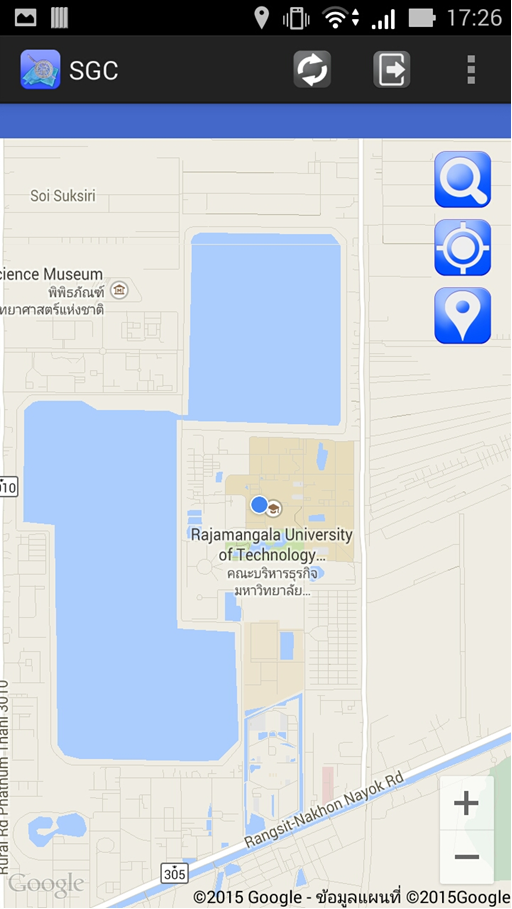 17:26
SGC
Soi Suksiri
cience Museum
พิพิธภัณฑ์
ทยาศาสตร์แห่งชาติ
010
Rajamangala University
of Technology...
คณะบริหารธุรกิจ
มหาวิทยาลัย...
Rural Rd Phathum Thani 3010
Rangsit-Nakhon Nayok Rd
305
+
−
Google
©2015 Google - ข้อมูลแผนที่ ©2015Google